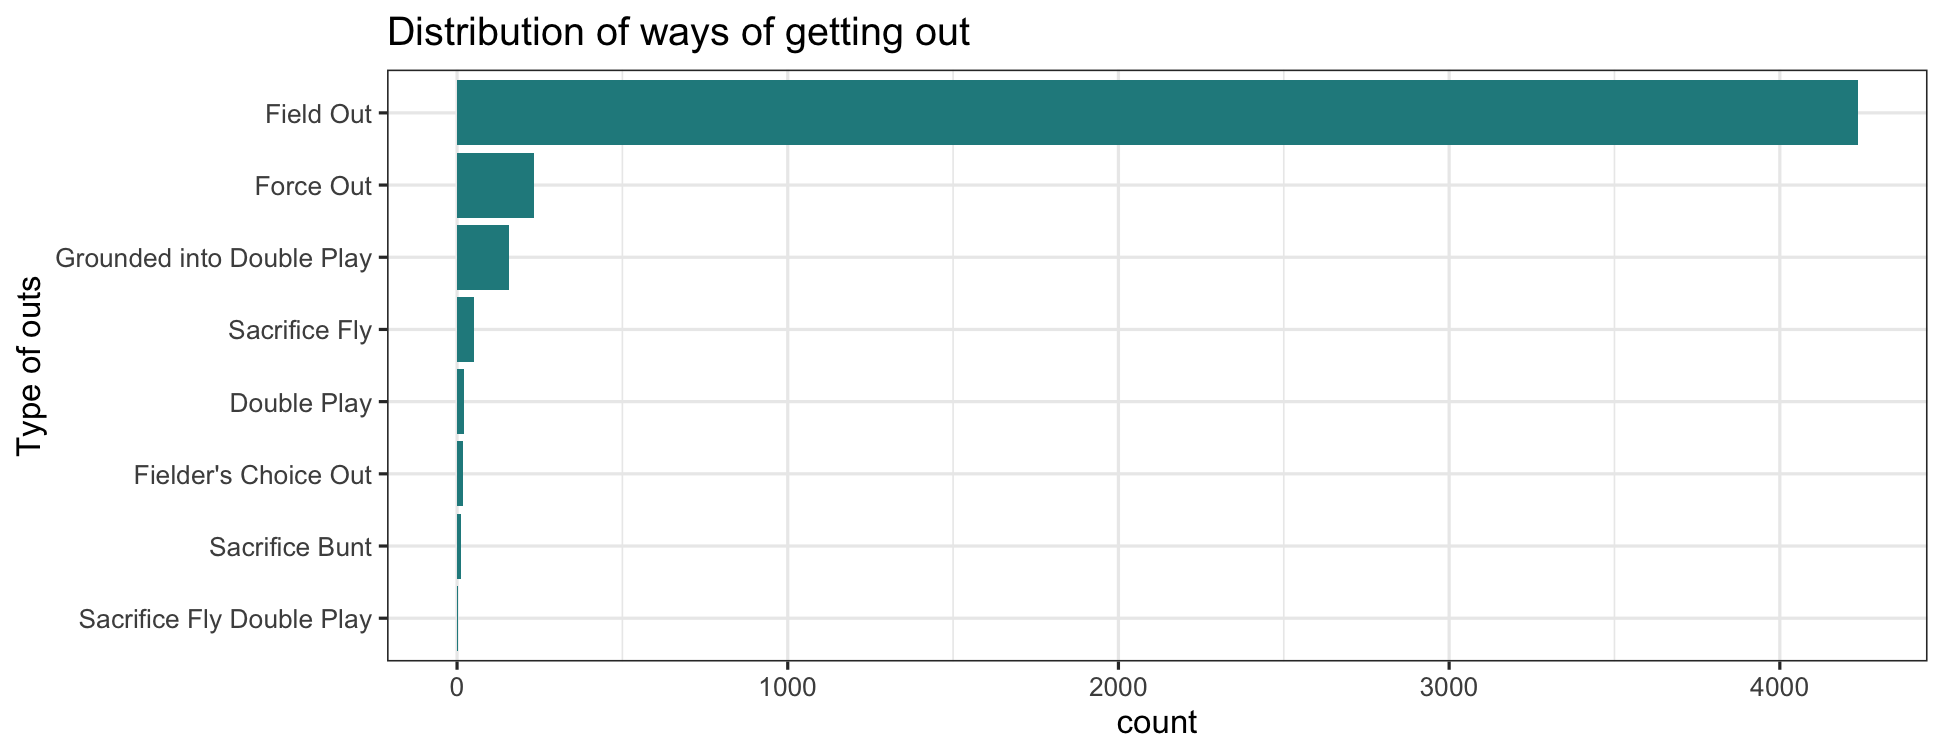 Distribution of ways of getting out
Type of outs
Field Out
Force Out
Grounded into Double Play
Sacrifice Fly
Double Play
Fielder's Choice Out
Sacrifice Bunt
Sacrifice Fly Double Play
0 1000 2000 3000 4000
count